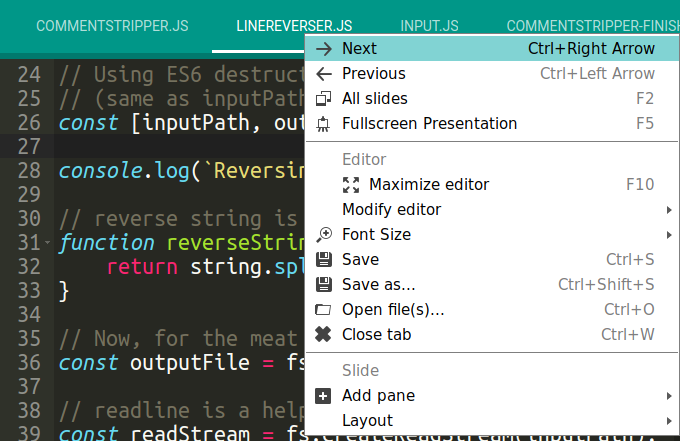 COMMENTSTRIPPER.JS LINEREVERSER.JS INPUT.JS COMMENTSTRIPPER-FINISH
24 // Using ES6 destruct
25 // (same as inputPath
26 const [inputPath, out
27
28 console.log(`Reversin
29
30 // reverse string is
31 function reverseStrin
32 return string.spl
33 }
34
35 // Now, for the meat
36 const outputFile = fs
37
38 // readline is a help
39 const readStream = fs.createReadStream(inputPath);
Next Ctrl+Right Arrow
Previous Ctrl+Left Arrow
All slides F2
Fullscreen Presentation F5
Editor
Maximize editor F10
Modify editor
Font Size
Save Ctrl+S
Save as... Ctrl+Shift+S
Open file(s)... Ctrl+O
Close tab Ctrl+W
Slide
Add pane
Layout